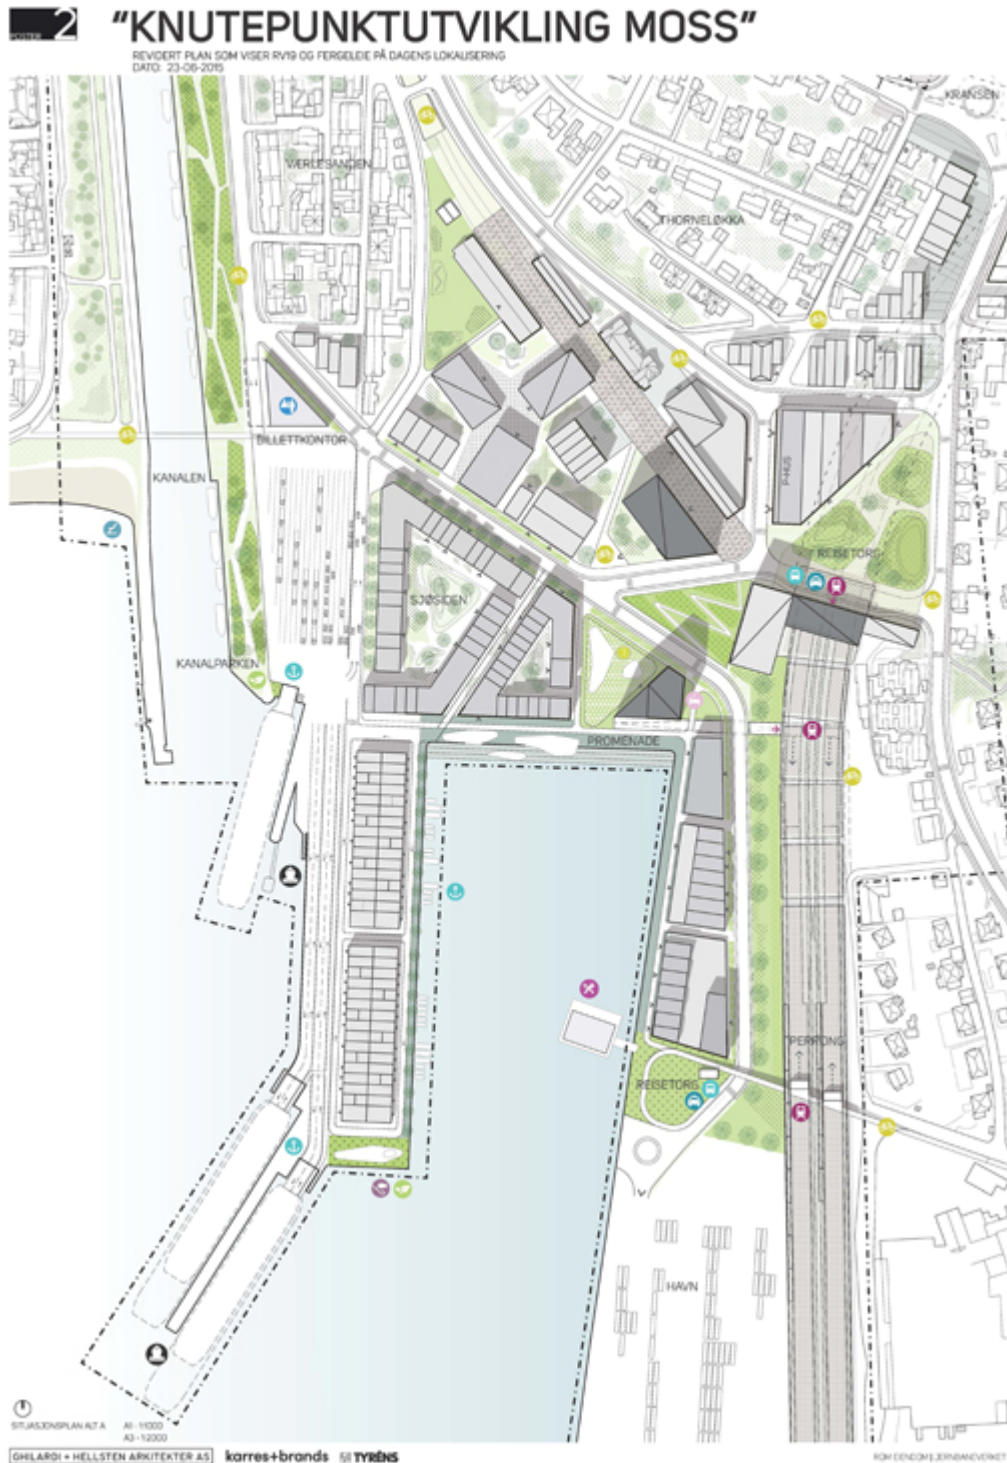 POSTER 2
"KNUTEPUNKTUTVIKLING MOSS"
REVIDERT PLAN SOM VISER RV19 OG FERGELEIE PÅ DAGENS LOKALISERING
DATO: 23-06-2015
KRANSEN
VÆRLESANDEN
THORNELØKKA
BILLETTKONTOR
KANALEN
P-HUS
REISETORG
SJØSIDEN
KANALPARKEN
PROMENADE
PERRONG
REISETORG
HAVN
SITUASJONSPLAN ALT A
A1 - 1:1000
A3 - 1:2000
GHILARDI + HELLSTEN ARKITEKTER AS
karres+brands
TYRÉNS
ROM EIENDOM | JERNBANEVERKET